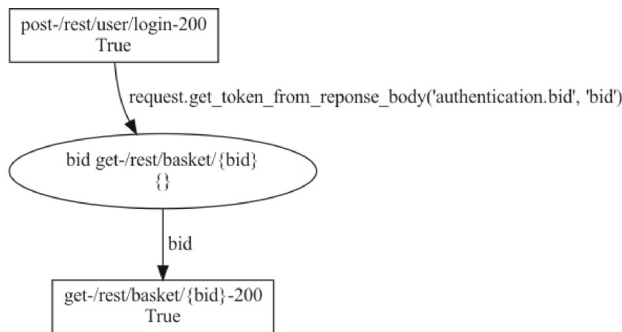 post-/rest/user/login-200
True
request.get_token_from_reponse_body('authentication.bid', 'bid')
bid get-/rest/basket/{bid}
{}
bid
get-/rest/basket/{bid}-200
True